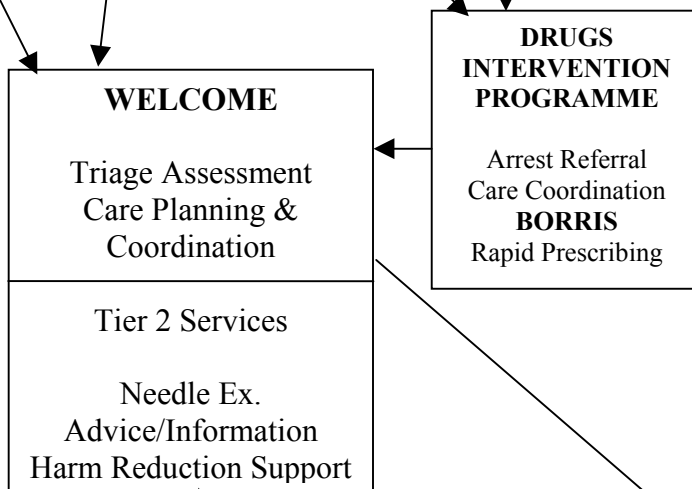 WELCOME
Triage Assessment
Care Planning &
Coordination
Tier 2 Services
Needle Ex.
Advice/Information
Harm Reduction Support
DRUGS
INTERVENTION
PROGRAMME
Arrest Referral
Care Coordination
BORRIS
Rapid Prescribing